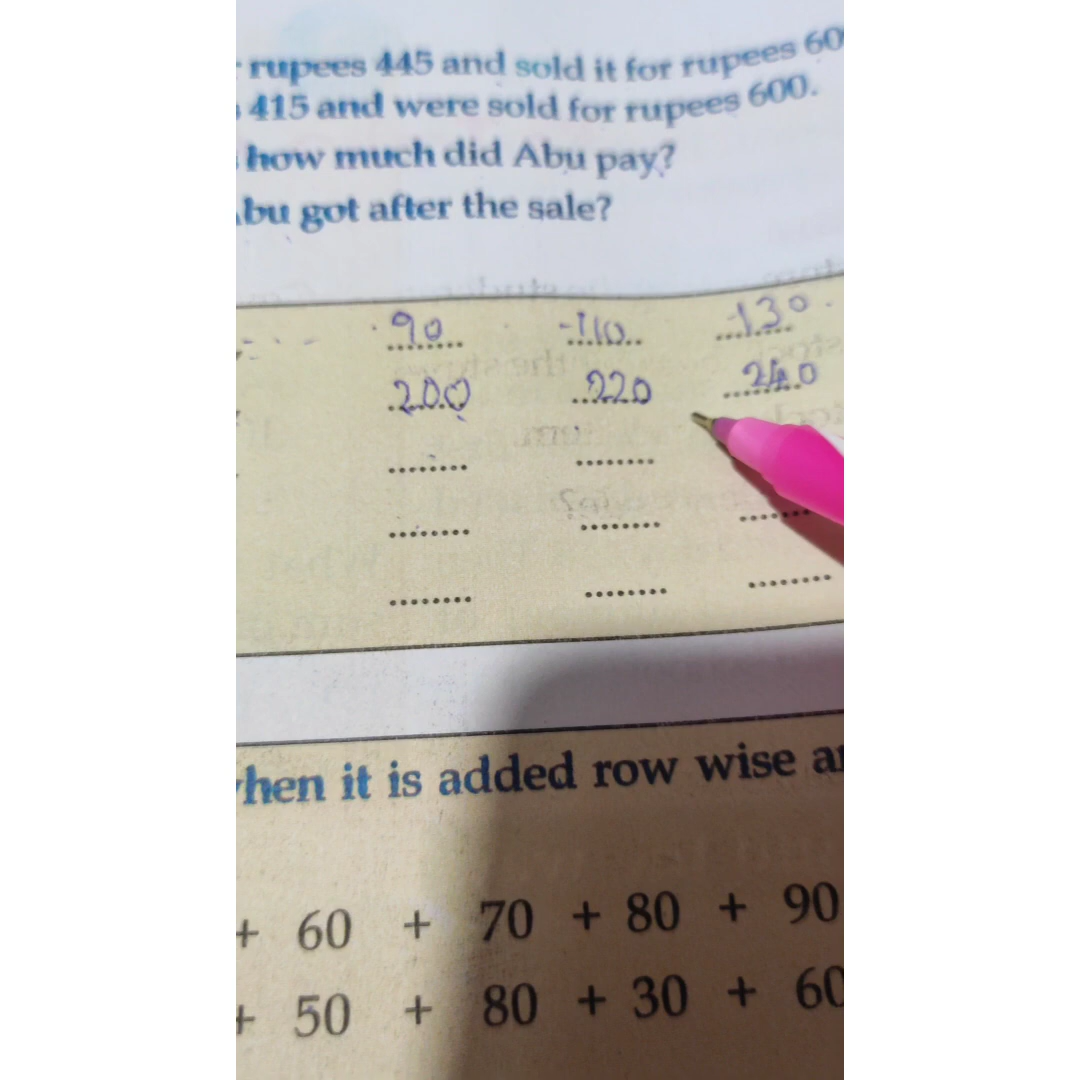 rupees 445 and sold it for rupees 60
415 and were sold for rupees 600.
how much did Abu pay?
bu got after the sale?
90 110 130
200 220 240
hen it is added row wise a
+ 60 + 70 + 80 + 90
+ 50 + 80 + 30 + 60